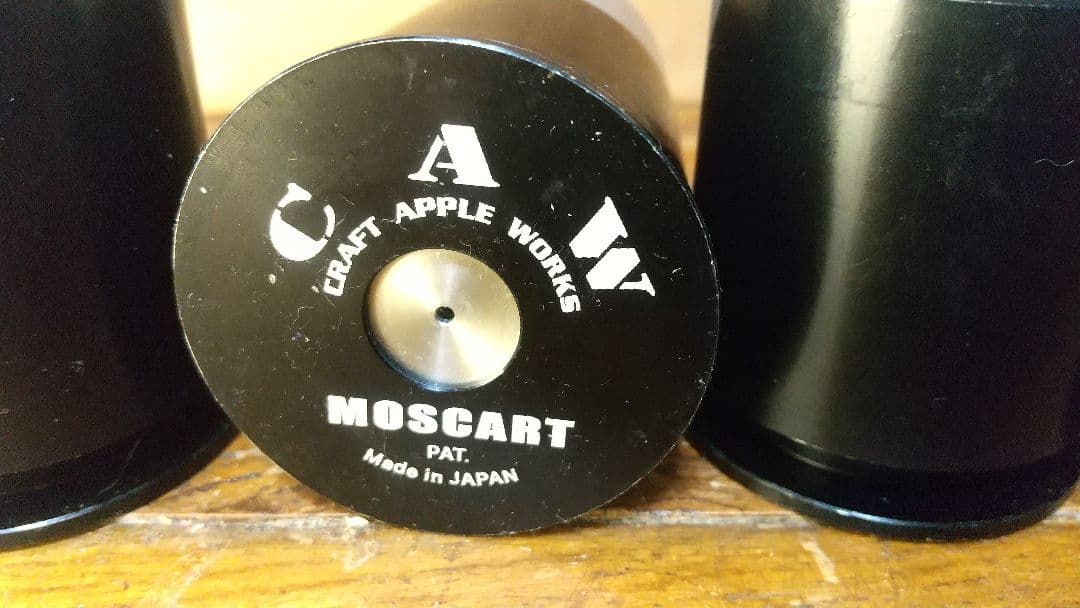 C A W
CRAFT APPLE WORKS
MOSCART
PAT.
Made in JAPAN